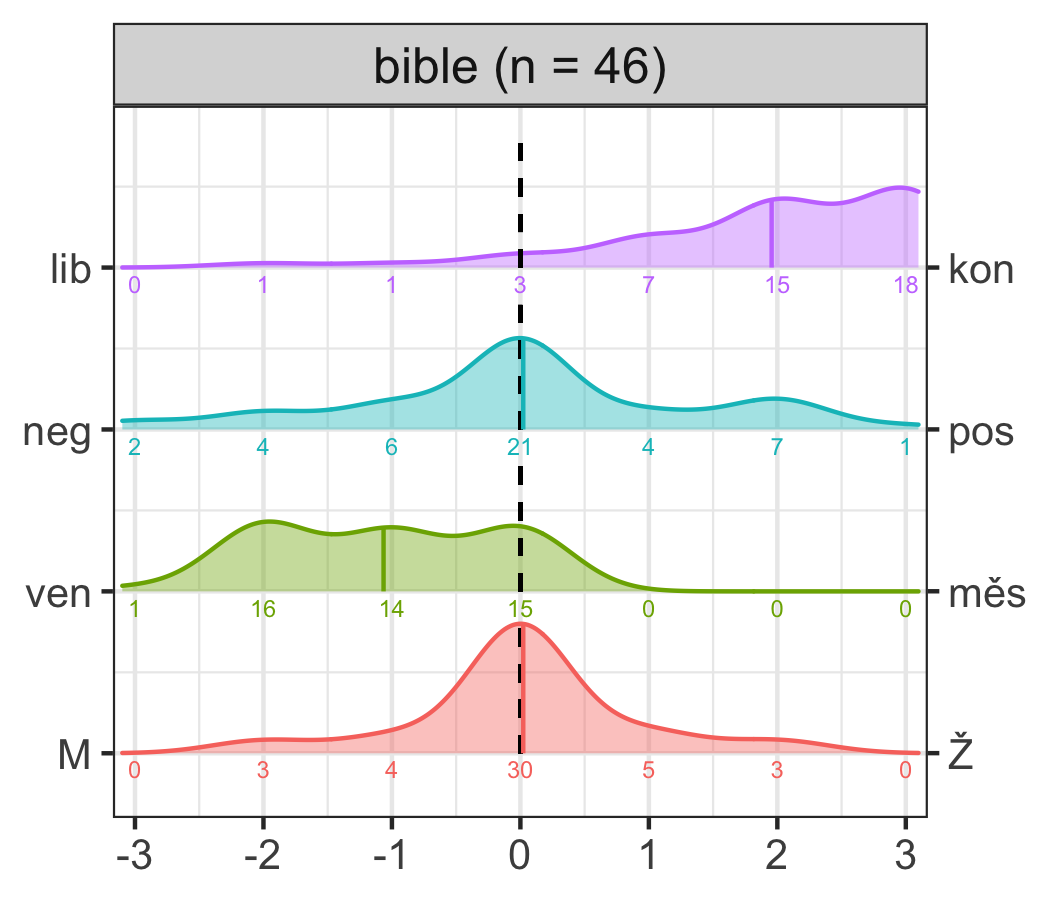 bible (n = 46)
lib kon
0 1 1 3 7 15 18
neg pos
2 4 6 21 4 7 1
ven měs
1 16 14 15 0 0 0
M Ž
0 3 4 30 5 3 0
-3 -2 -1 0 1 2 3